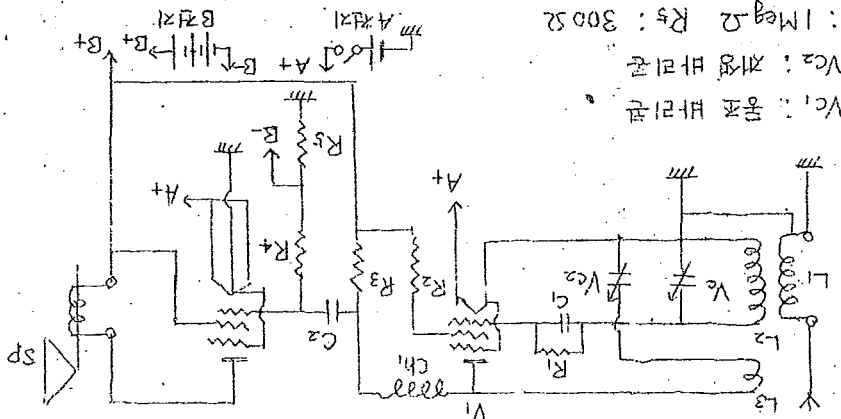 V1
L3
Ch1
Sp
L2
R1
C1
C2
L1
Vc
Vc2
R2
R3
R4
A+
A+
R5
B-
A+
B-
B+
B+
A전지
B전지
Vc1 : 동조 바리콘
Vc2 : 재생 바리콘
: 1Meg Ω R5 : 300Ω